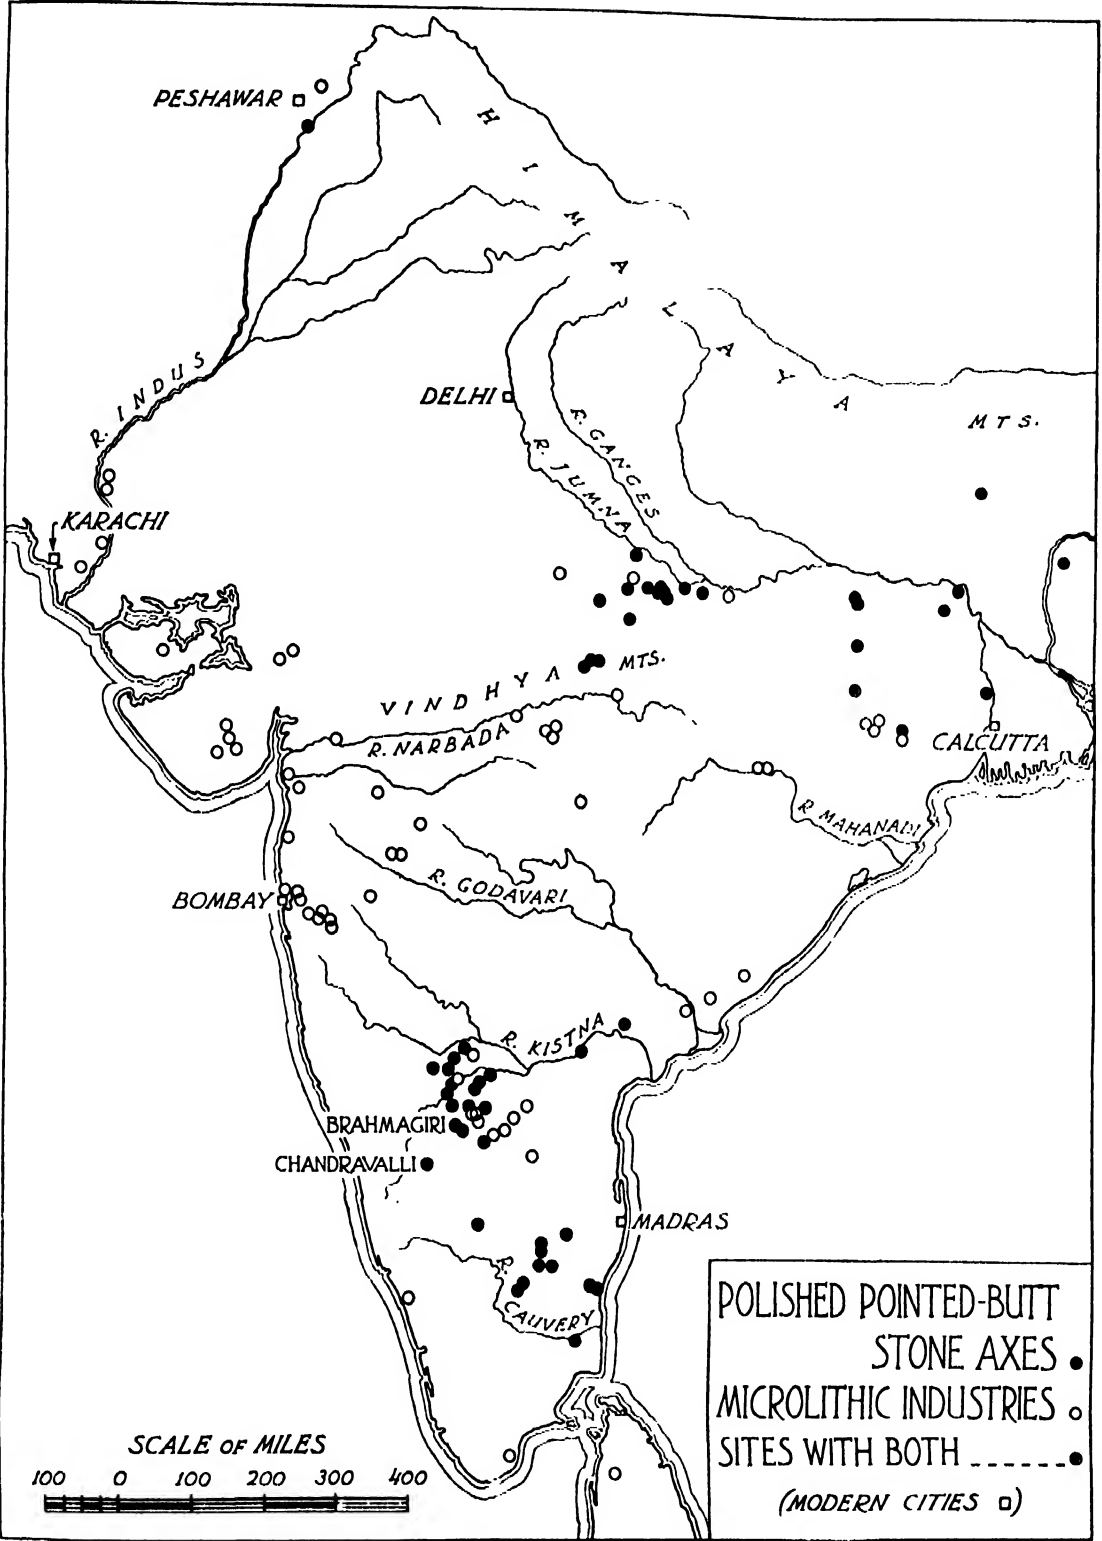 PESHAWAR
HIMALAYA
MTS.
R. INDUS
DELHI
R. GANGES
R. JUMNA
KARACHI
VINDHYA MTS.
R. NARBADA
CALCUTTA
R. MAHANADI
R. GODAVARI
BOMBAY
R. KISTNA
BRAHMAGIRI
CHANDRAVALLI
MADRAS
R. CAUVERY
POLISHED POINTED-BUTT
STONE AXES
MICROLITHIC INDUSTRIES
SITES WITH BOTH
(MODERN CITIES )
SCALE OF MILES
100 0 100 200 300 400